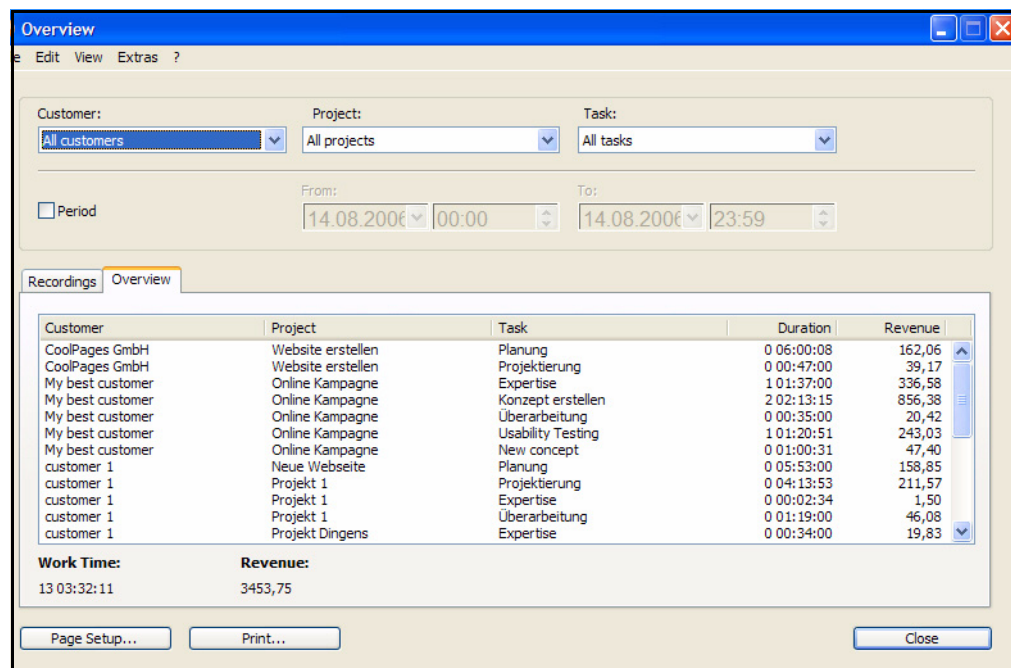 Overview
e Edit View Extras ?
Customer: Project: Task:
All customers All projects All tasks
From: To:
Period 14.08.2006 00:00 14.08.2006 23:59
Recordings Overview
Customer Project Task Duration Revenue
CoolPages GmbH Website erstellen Planung 0 06:00:08 162,06
CoolPages GmbH Website erstellen Projektierung 0 00:47:00 39,17
My best customer Online Kampagne Expertise 1 01:37:00 336,58
My best customer Online Kampagne Konzept erstellen 2 02:13:15 856,38
My best customer Online Kampagne Überarbeitung 0 00:35:00 20,42
My best customer Online Kampagne Usability Testing 1 01:20:51 243,03
My best customer Online Kampagne New concept 0 01:00:31 47,40
customer 1 Neue Webseite Planung 0 05:53:00 158,85
customer 1 Projekt 1 Projektierung 0 04:13:53 211,57
customer 1 Projekt 1 Expertise 0 00:02:34 1,50
customer 1 Projekt 1 Überarbeitung 0 01:19:00 46,08
customer 1 Projekt Dingens Expertise 0 00:34:00 19,83
Work Time: Revenue:
13 03:32:11 3453,75
Page Setup... Print... Close